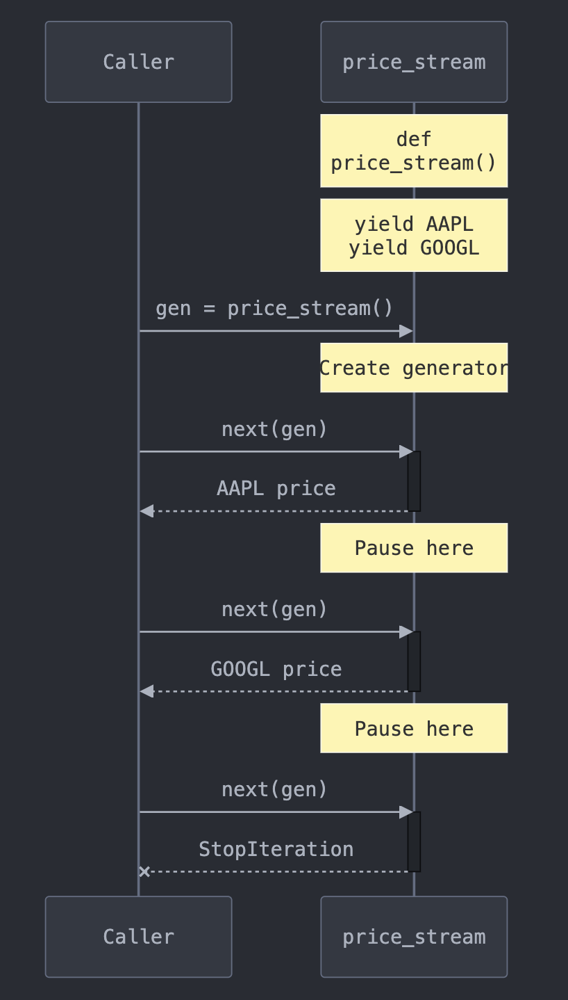 Caller
price_stream
def
price_stream()
yield AAPL
yield GOOGL
gen = price_stream()
Create generator
next(gen)
AAPL price
Pause here
next(gen)
GOOGL price
Pause here
next(gen)
StopIteration
Caller
price_stream